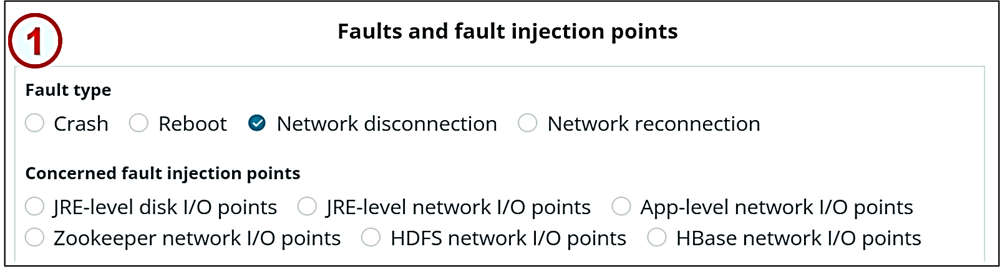 1
Faults and fault injection points
Fault type
Crash Reboot Network disconnection Network reconnection
Concerned fault injection points
JRE-level disk I/O points JRE-level network I/O points App-level network I/O points
Zookeeper network I/O points HDFS network I/O points HBase network I/O points